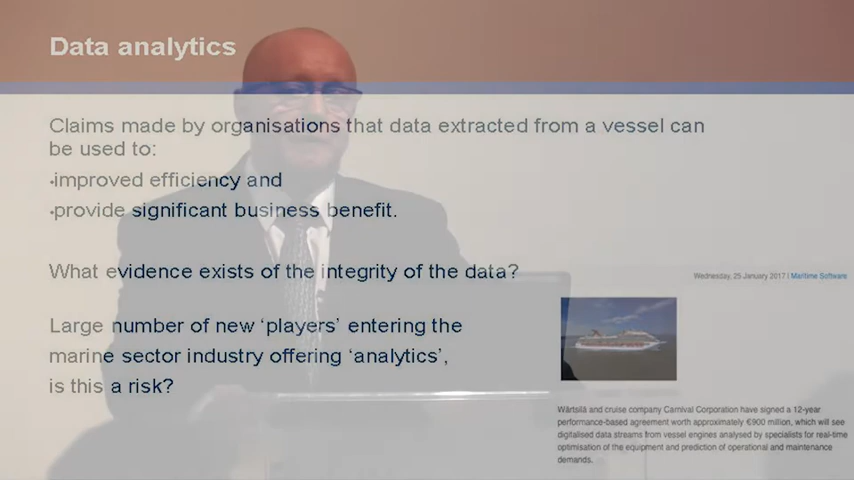 Data analytics
Claims made by organisations that data extracted from a vessel can
be used to:
•improved efficiency and
•provide significant business benefit.
What evidence exists of the integrity of the data?
Large number of new ‘players’ entering the
marine sector industry offering ‘analytics’,
is this a risk?
Wednesday, 25 January 2017 | Maritime Software
Wärtsilä and cruise company Carnival Corporation have signed a 12-year
performance-based agreement worth approximately €900 million, which will see
digitalised data streams from vessel engines analysed by specialists for real-time
optimisation of the equipment and prediction of operational and maintenance
demands.